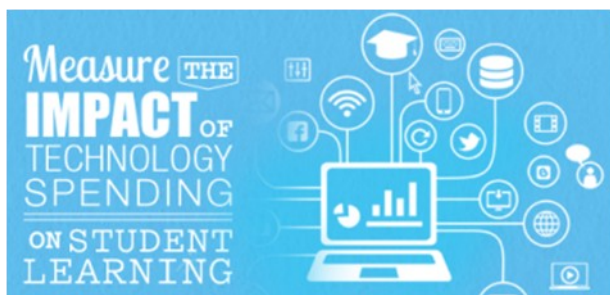 Measure THE
IMPACT OF
TECHNOLOGY
SPENDING
ON STUDENT
LEARNING